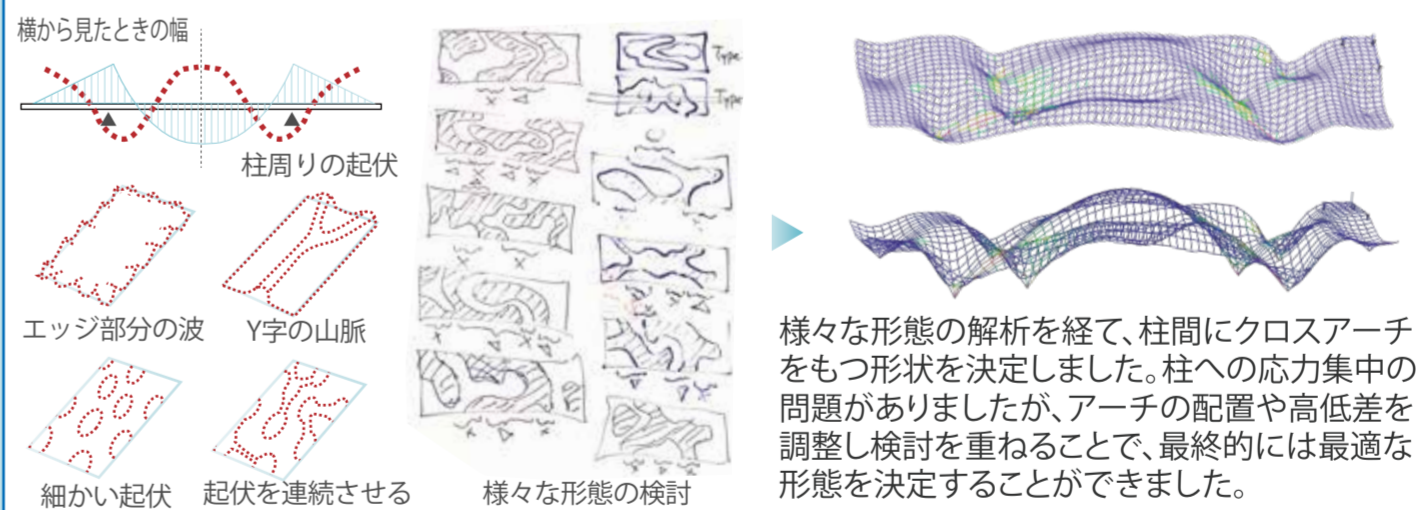 横から見たときの幅
柱周りの起伏
エッジ部分の波
Y字の山脈
細かい起伏
起伏を連続させる
Type
Type
様々な形態の検討
様々な形態の解析を経て、柱間にクロスアーチ
をもつ形状を決定しました。柱への応力集中の
問題がありましたが、アーチの配置や高低差を
調整し検討を重ねることで、最終的には最適な
形態を決定することができました。